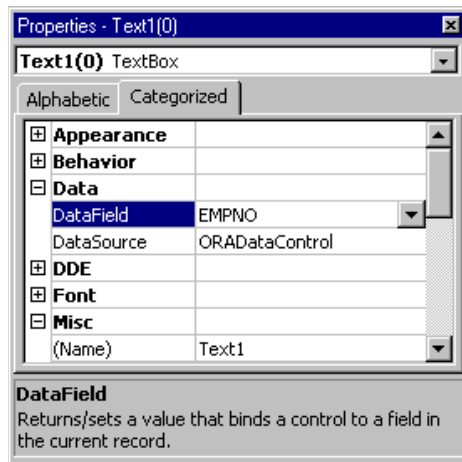 Properties - Text1(0)
Text1(0) TextBox
Alphabetic Categorized
Appearance
Behavior
Data
DataField EMPNO
DataSource ORADataControl
DDE
Font
Misc
(Name) Text1
DataField
Returns/sets a value that binds a control to a field in
the current record.